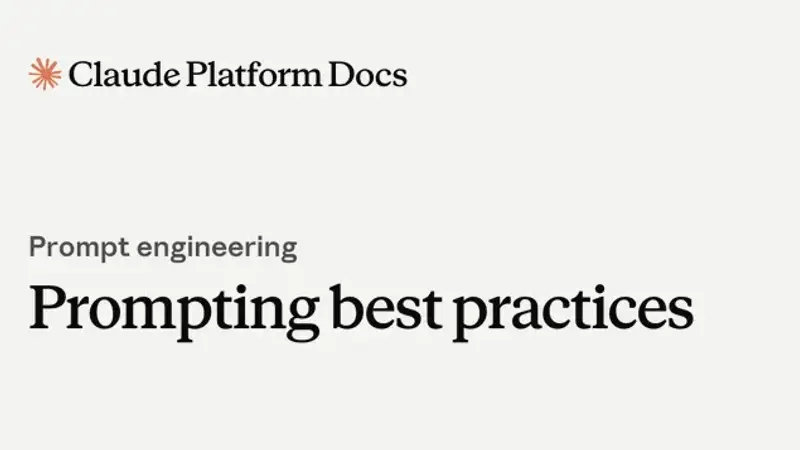 Claude Platform Docs
Prompt engineering
Prompting best practices